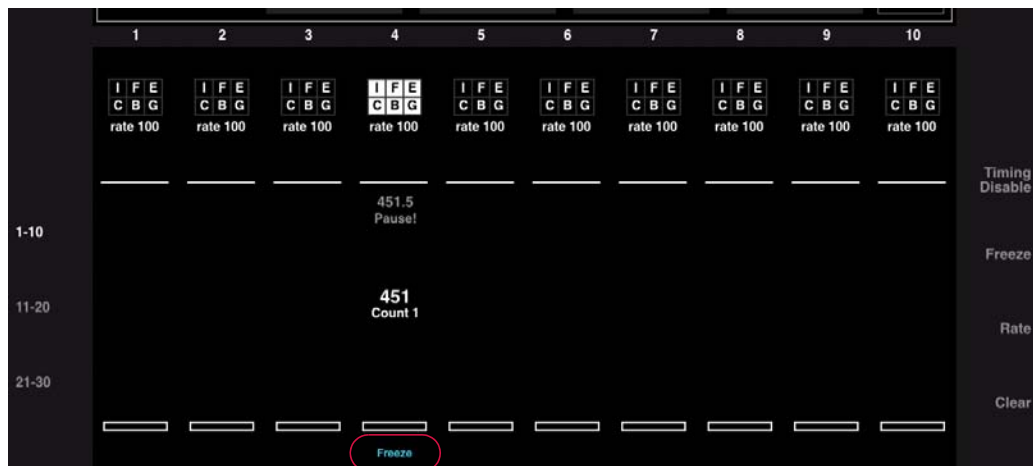 1 2 3 4 5 6 7 8 9 10
I F E I F E I F E I F E I F E I F E I F E I F E I F E I F E
C B G C B G C B G C B G C B G C B G C B G C B G C B G C B G
rate 100 rate 100 rate 100 rate 100 rate 100 rate 100 rate 100 rate 100 rate 100 rate 100
Timing
Disable
451.5
Pause!
1-10
Freeze
451
Count 1
11-20
Rate
21-30
Clear
Freeze